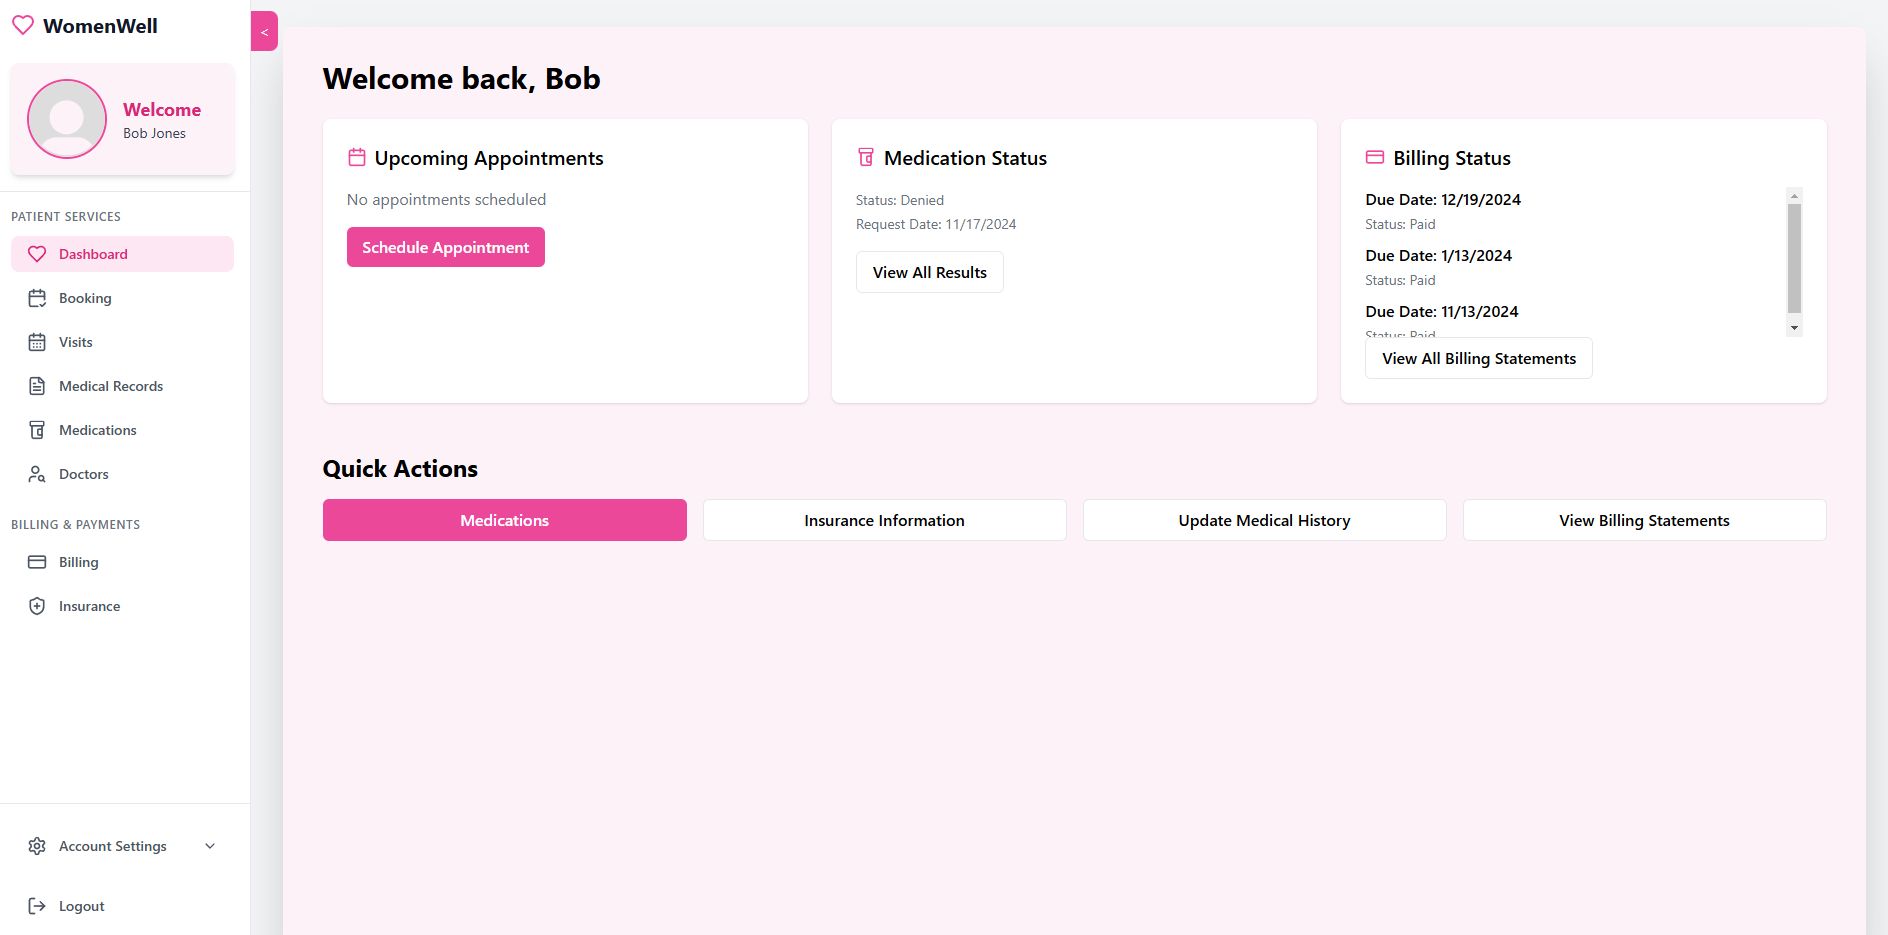 WomenWell
<
Welcome
Bob Jones
PATIENT SERVICES
Dashboard
Booking
Visits
Medical Records
Medications
Doctors
BILLING & PAYMENTS
Billing
Insurance
Account Settings
Logout
Welcome back, Bob
Upcoming Appointments
No appointments scheduled
Schedule Appointment
Medication Status
Status: Denied
Request Date: 11/17/2024
View All Results
Billing Status
Due Date: 12/19/2024
Status: Paid
Due Date: 1/13/2024
Status: Paid
Due Date: 11/13/2024
Status: Paid
View All Billing Statements
Quick Actions
Medications
Insurance Information
Update Medical History
View Billing Statements